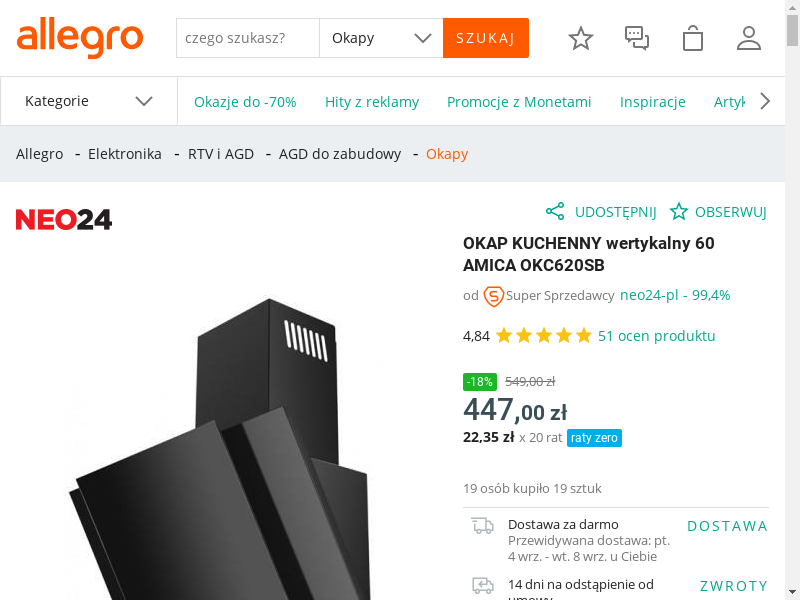 allegro
czego szukasz?
Okapy
SZUKAJ
Kategorie
Okazje do -70%
Hity z reklamy
Promocje z Monetami
Inspiracje
Artyk
Allegro - Elektronika - RTV i AGD - AGD do zabudowy - Okapy
NEO24
UDOSTĘPNIJ
OBSERWUJ
OKAP KUCHENNY wertykalny 60
AMICA OKC620SB
od S Super Sprzedawcy neo24-pl - 99,4%
4,84 51 ocen produktu
-18% 549,00 zł
447,00 zł
22,35 zł x 20 rat raty zero
19 osób kupiło 19 sztuk
Dostawa za darmo
DOSTAWA
Przewidywana dostawa: pt.
4 wrz. - wt. 8 wrz. u Ciebie
14 dni na odstąpienie od
umowy
ZWROTY